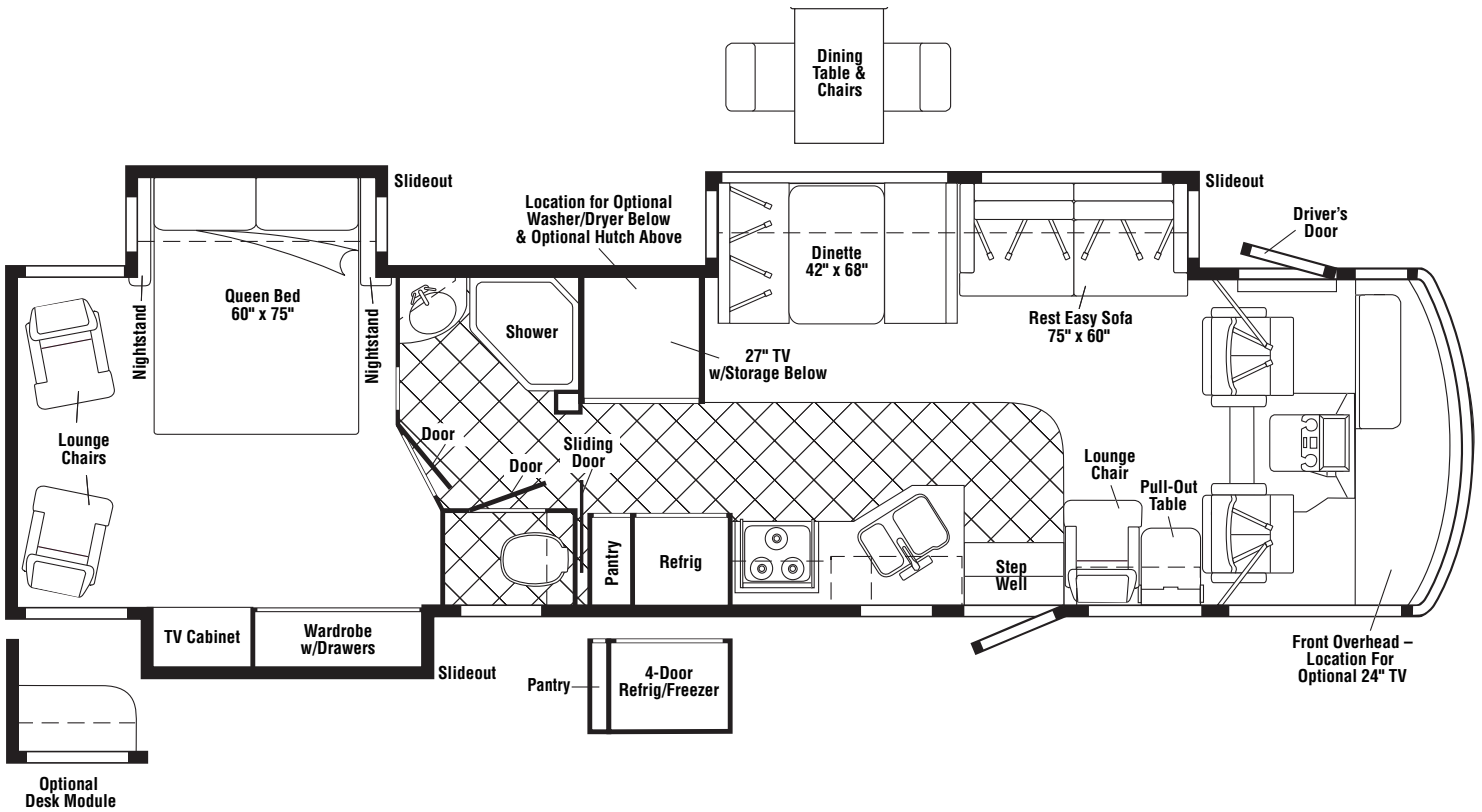 Dining
Table &
Chairs
Slideout
Location for Optional
Washer/Dryer Below
& Optional Hutch Above
Slideout
Driver's
Door
Dinette
42" x 68"
Queen Bed
60" x 75"
Nightstand
Nightstand
Shower
Rest Easy Sofa
75" x 60"
27" TV
w/Storage Below
Lounge
Chairs
Door
Sliding
Door
Door
Lounge
Chair
Pull-Out
Table
Pantry
Refrig
Step
Well
TV Cabinet
Wardrobe
w/Drawers
Slideout
Pantry
4-Door
Refrig/Freezer
Front Overhead –
Location For
Optional 24" TV
Optional
Desk Module